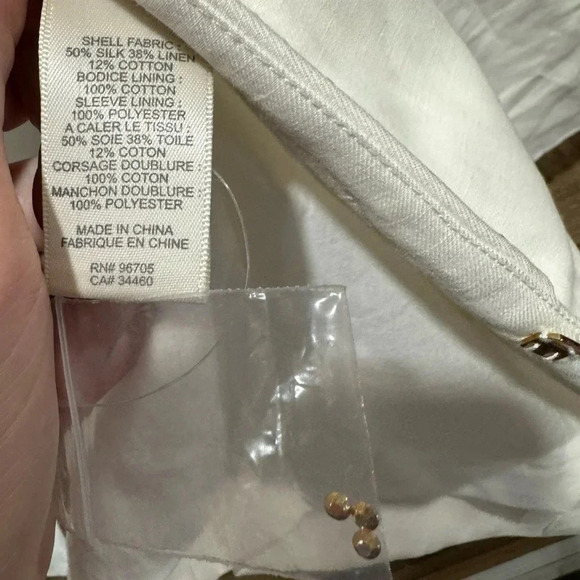 SHELL FABRIC :
50% SILK 38% LINEN
12% COTTON
BODICE LINING :
100% COTTON
SLEEVE LINING :
100% POLYESTER
A CALER LE TISSU :
50% SOIE 38% TOILE
12% COTON
CORSAGE DOUBLURE :
100% COTON
MANCHON DOUBLURE :
100% POLYESTER
MADE IN CHINA
FABRIQUE EN CHINE
RN# 96705
CA# 34460